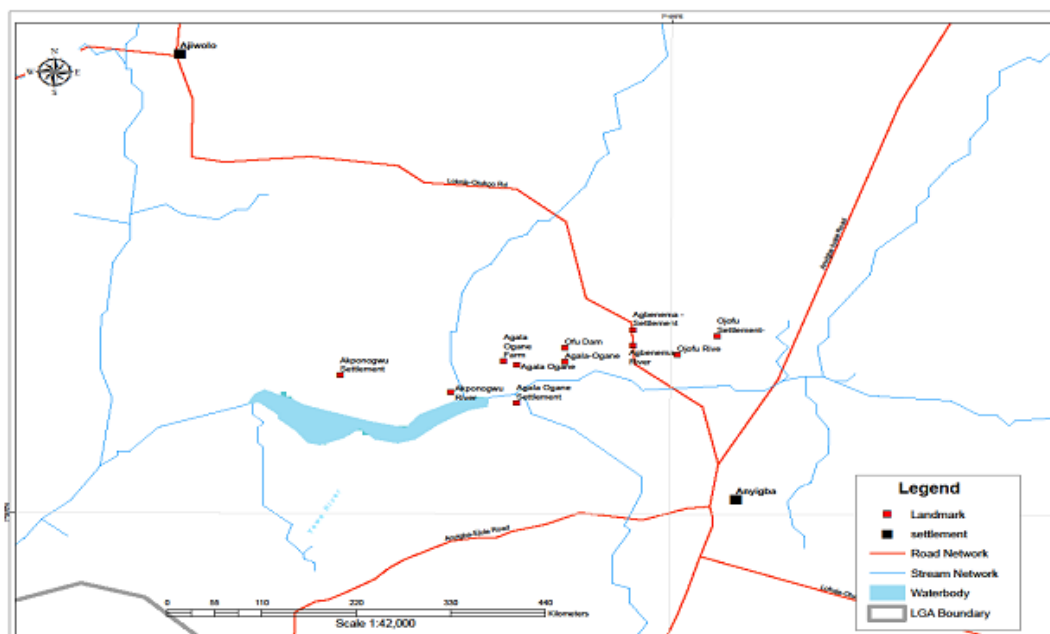 Ajiwolo
N
W
E
S
Agbenema -
Settlement
Ojofu
Settlement-
Agala
Ogane
Farm
Ofu Dam
Ojofu Rive
Agbenema-
River
Agala-Ogane
Agala Ogane
Akponogwu
Settlement
Akponogwu
River
Agala Ogane
Settlement
Anyigba
Legend
Landmark
settlement
Road Network
Stream Network
Waterbody
LGA Boundary
0
55
110
220
330
440
Kilometers
Scale 1:42,000